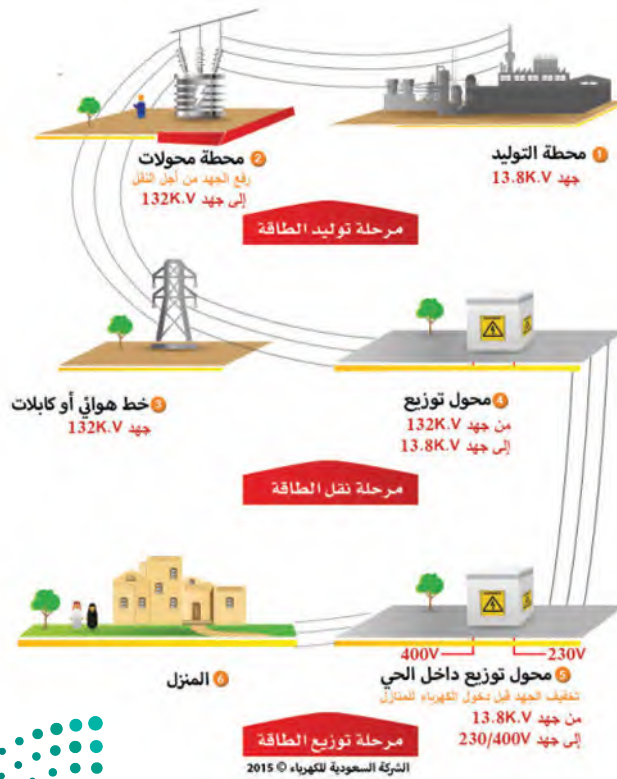 1 محطة التوليد
جهد 13.8K.V
2 محطة محولات
رفع الجهد من أجل النقل
إلى جهد 132K.V
مرحلة توليد الطاقة
3 خط هوائي أو كابلات
جهد 132K.V
4 محول توزيع
من جهد 132K.V
إلى جهد 13.8K.V
مرحلة نقل الطاقة
400V
230V
5 محول توزيع داخل الحي
تخفيف الجهد قبل دخول الكهرباء للمنازل
من جهد 13.8K.V
إلى جهد 230/400V
6 المنزل
مرحلة توزيع الطاقة
الشركة السعودية للكهرباء © 2015